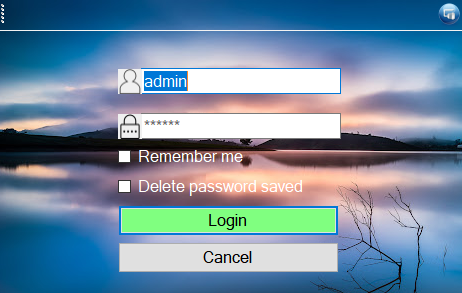 admin
******
Remember me
Delete password saved
Login
Cancel